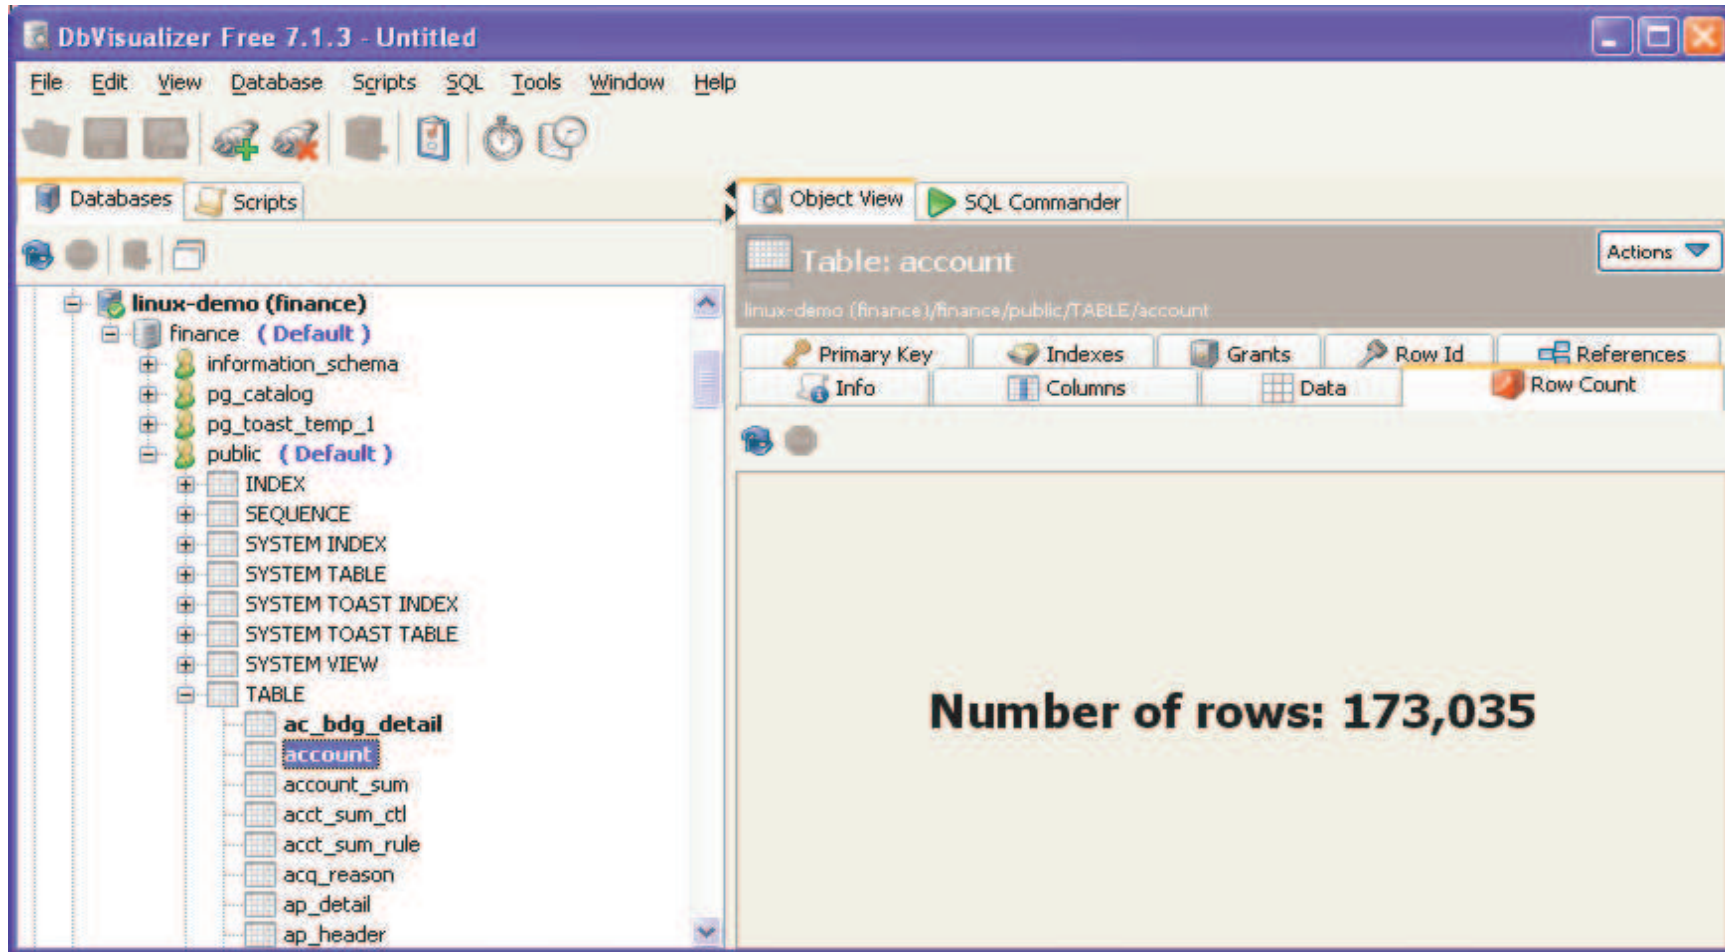 DbVisualizer Free 7.1.3 - Untitled
File Edit View Database Scripts SQL Tools Window Help
Databases Scripts
Object View SQL Commander
Table: account
Actions
linux-demo (finance)/finance/public/TABLE/account
Primary Key Indexes Grants Row Id References
Info Columns Data Row Count
linux-demo (finance)
finance (Default)
information_schema
pg_catalog
pg_toast_temp_1
public (Default)
INDEX
SEQUENCE
SYSTEM INDEX
SYSTEM TABLE
SYSTEM TOAST INDEX
SYSTEM TOAST TABLE
SYSTEM VIEW
TABLE
ac_bdg_detail
account
account_sum
acct_sum_ctl
acct_sum_rule
acq_reason
ap_detail
ap_header
Number of rows: 173,035